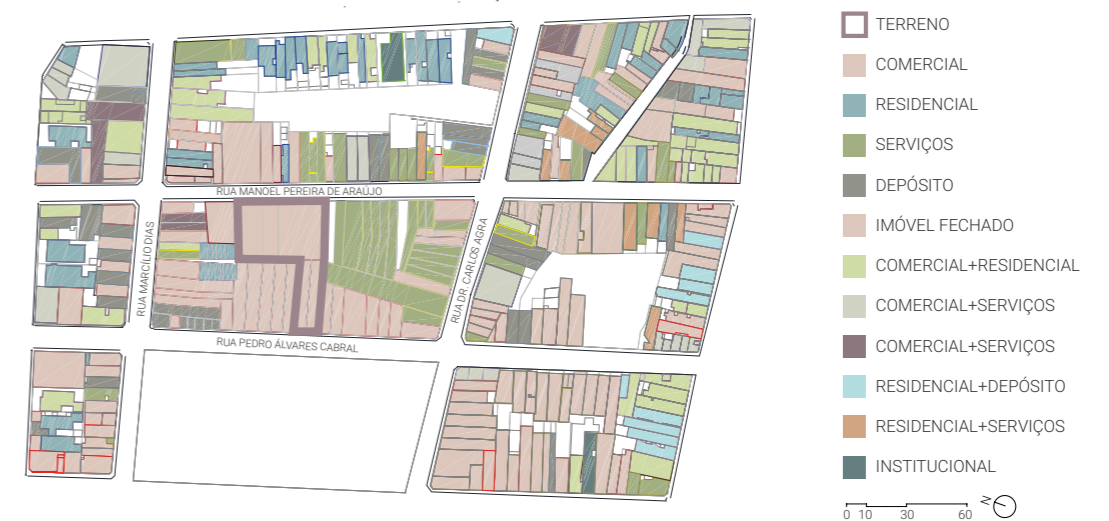 RUA MANOEL PEREIRA DE ARAÚJO
RUA MARCÍLIO DIAS
RUA DR. CARLOS AGRA
RUA PEDRO ÁLVARES CABRAL
TERRENO
COMERCIAL
RESIDENCIAL
SERVIÇOS
DEPÓSITO
IMÓVEL FECHADO
COMERCIAL+RESIDENCIAL
COMERCIAL+SERVIÇOS
COMERCIAL+SERVIÇOS
RESIDENCIAL+DEPÓSITO
RESIDENCIAL+SERVIÇOS
INSTITUCIONAL
0 10 30 60
N